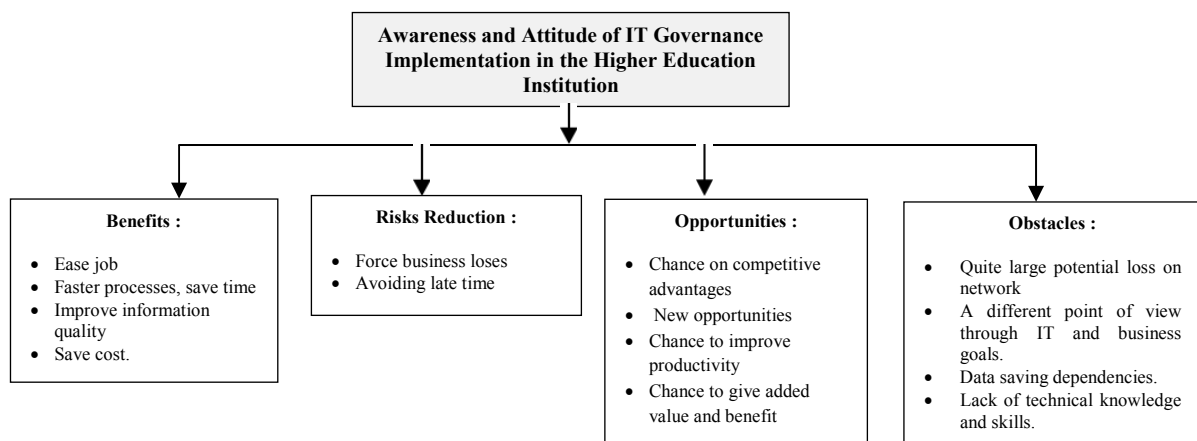 Awareness and Attitude of IT Governance
Implementation in the Higher Education
Institution
Benefits :
• Ease job
• Faster processes, save time
• Improve information
quality
• Save cost.
Risks Reduction :
• Force business loses
• Avoiding late time
Opportunities :
• Chance on competitive
advantages
• New opportunities
• Chance to improve
productivity
• Chance to give added
value and benefit
Obstacles :
• Quite large potential loss on
network
• A different point of view
through IT and business
goals.
• Data saving dependencies.
• Lack of technical knowledge
and skills.